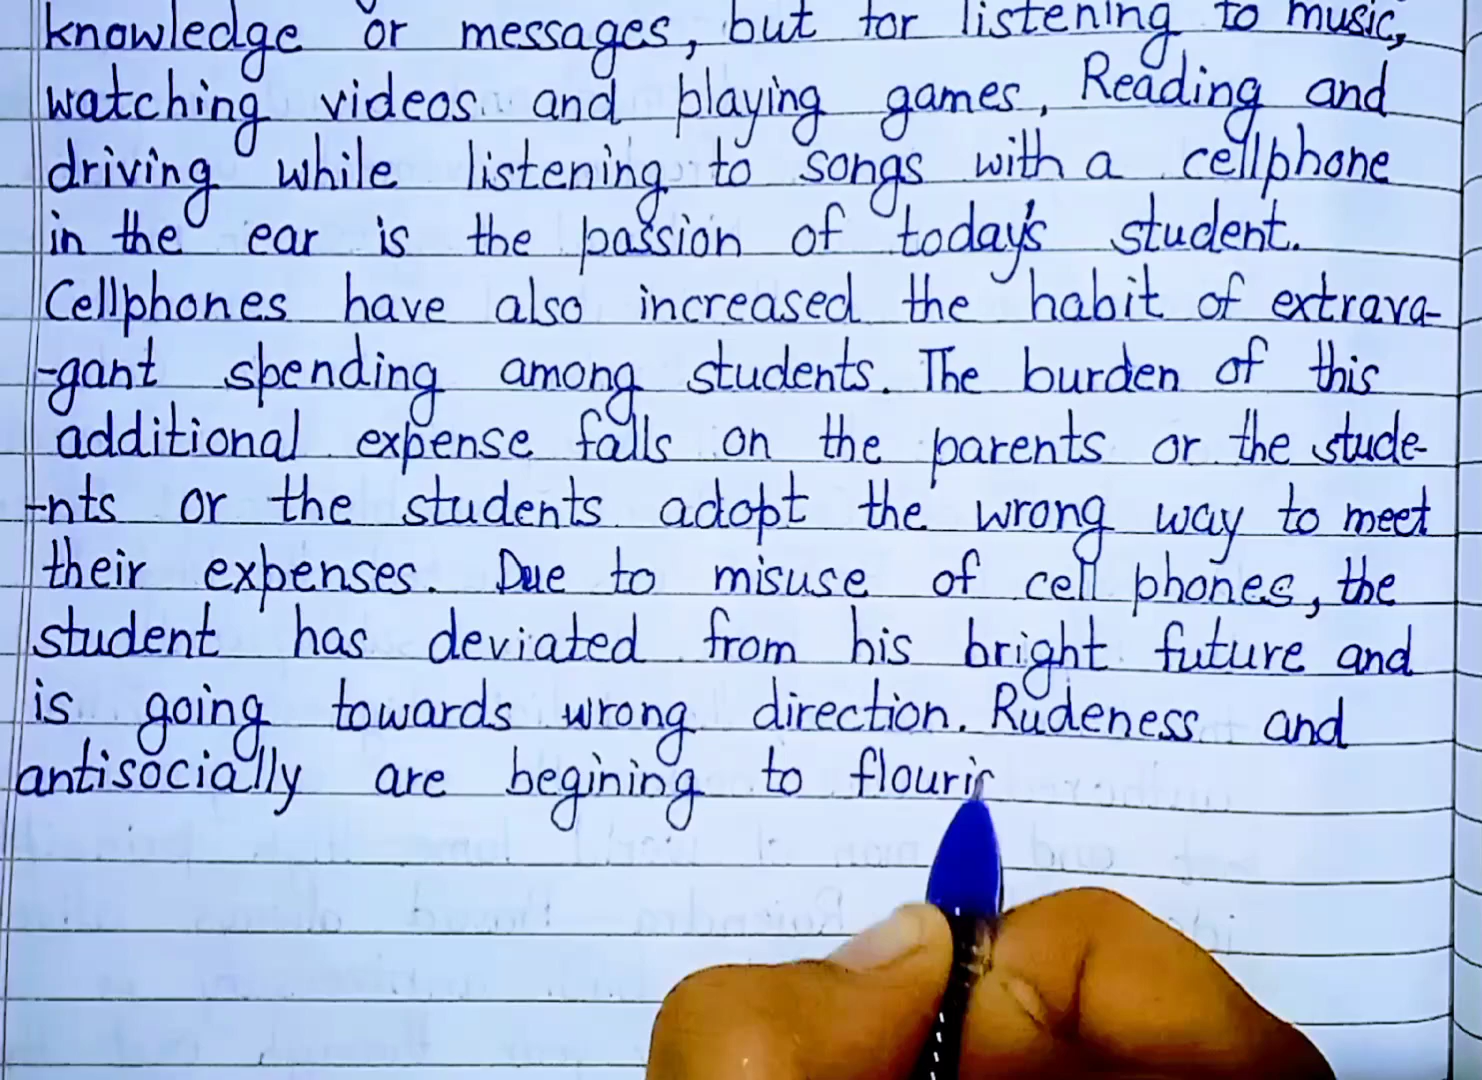 knowledge or messages, but for listening to music,
watching videos and playing games. Reading and
driving while listening to songs with a cellphone
in the ear is the passion of today's student.
Cellphones have also increased the habit of extrava-
-gant spending among students. The burden of this
additional expense falls on the parents or the stude-
-nts or the students adopt the wrong way to meet
their expenses. Due to misuse of cell phones, the
student has deviated from his bright future and
is going towards wrong direction. Rudeness and
antisocially are begining to flouris